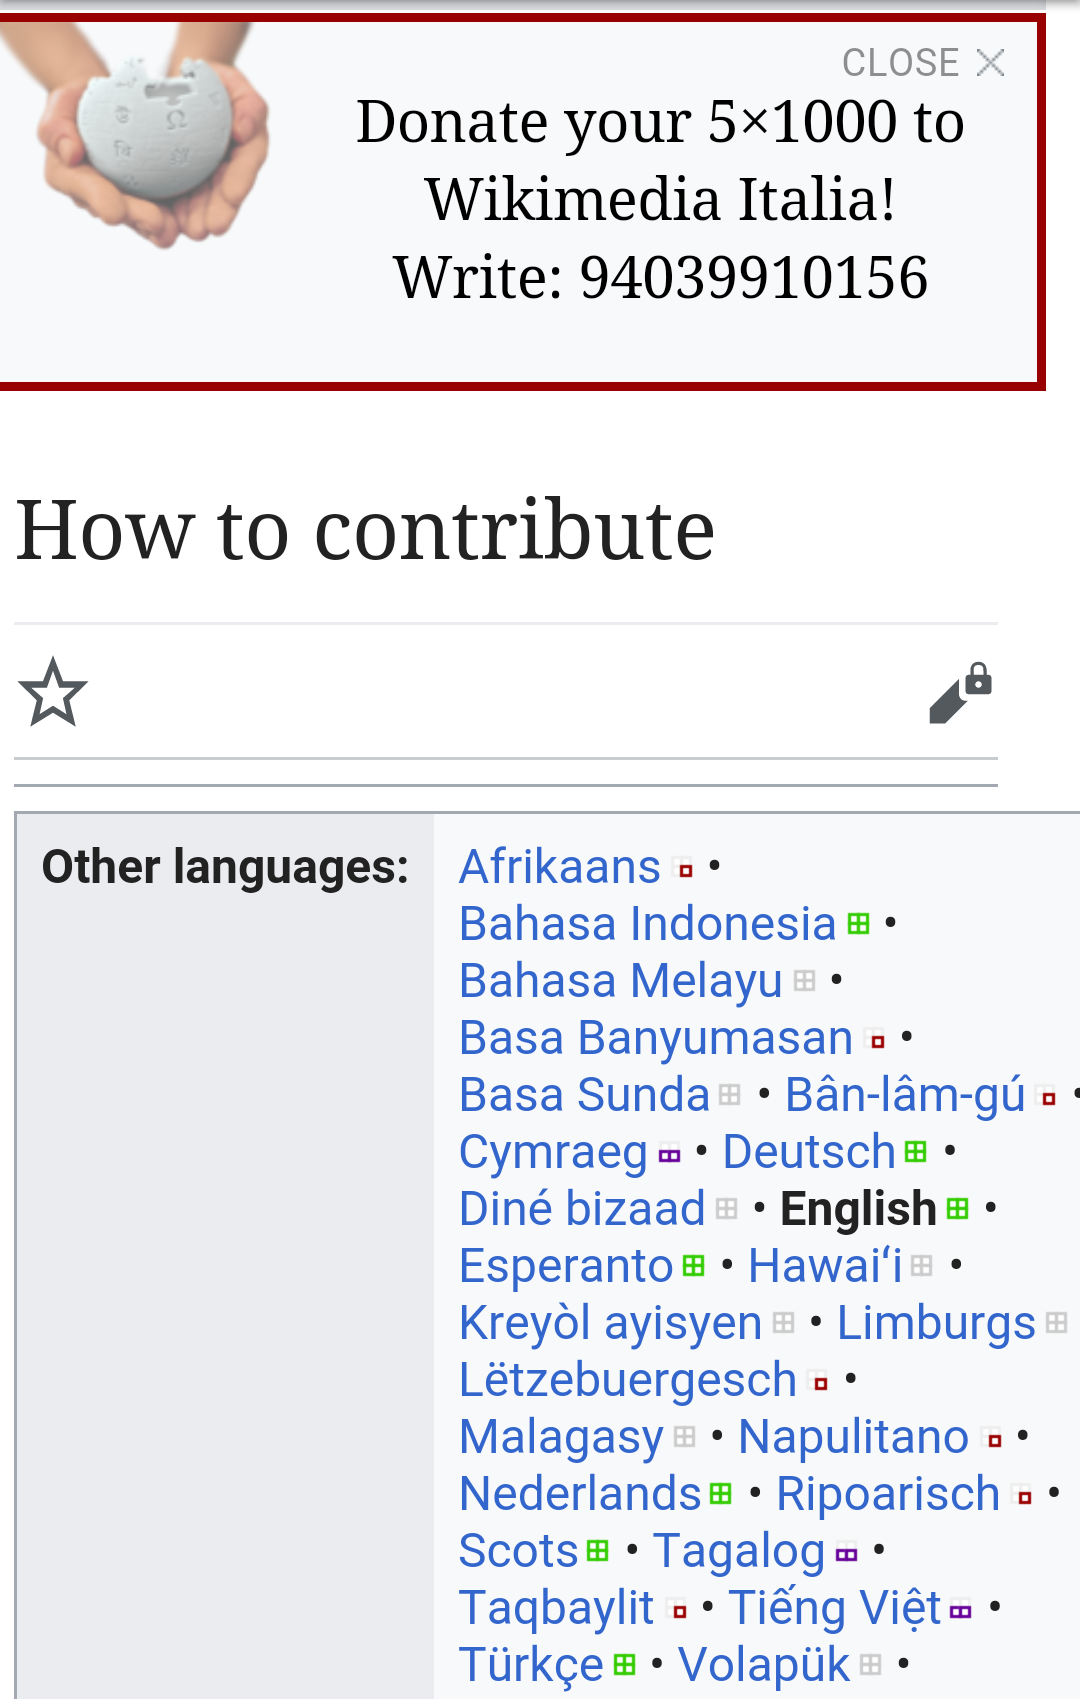 CLOSE
Donate your 5×1000 to
Wikimedia Italia!
Write: 94039910156
How to contribute
Other languages:
Afrikaans •
Bahasa Indonesia •
Bahasa Melayu •
Basa Banyumasan •
Basa Sunda • Bân-lâm-gú •
Cymraeg • Deutsch •
Diné bizaad • English •
Esperanto • Hawaiʻi •
Kreyòl ayisyen • Limburgs
Lëtzebuergesch •
Malagasy • Napulitano •
Nederlands • Ripoarisch •
Scots • Tagalog •
Taqbaylit • Tiếng Việt •
Türkçe • Volapük •